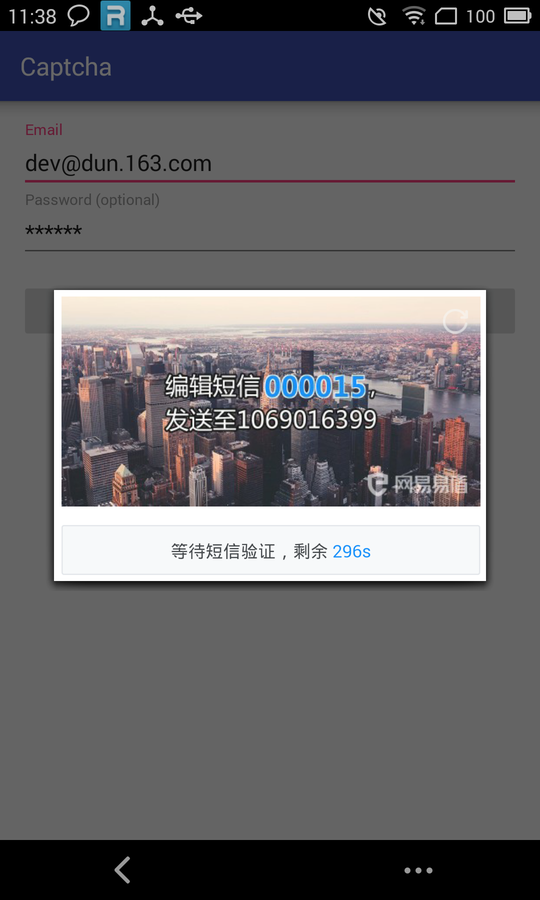 11:38
R
100
Captcha
Email
dev@dun.163.com
Password (optional)
******
编辑短信000015,
发送至1069016399
网易易盾
等待短信验证，剩余 296s